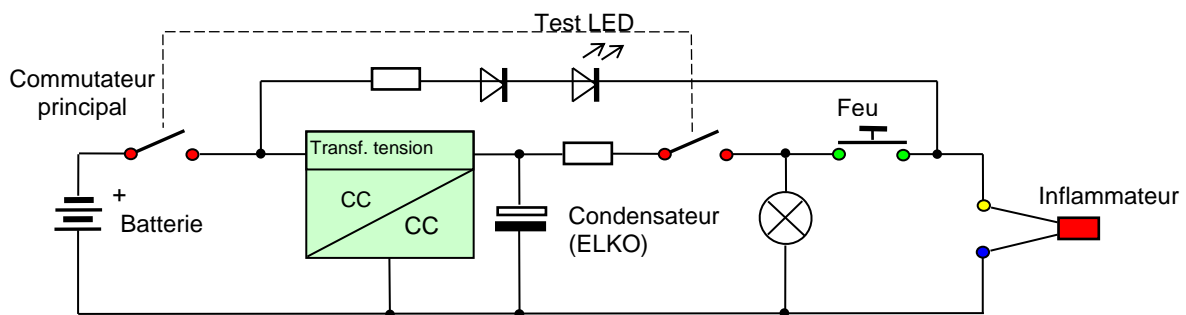 Test LED
Commutateur
principal
Feu
Transf. tension
CC
CC
+
Batterie
Condensateur
(ELKO)
Inflammateur